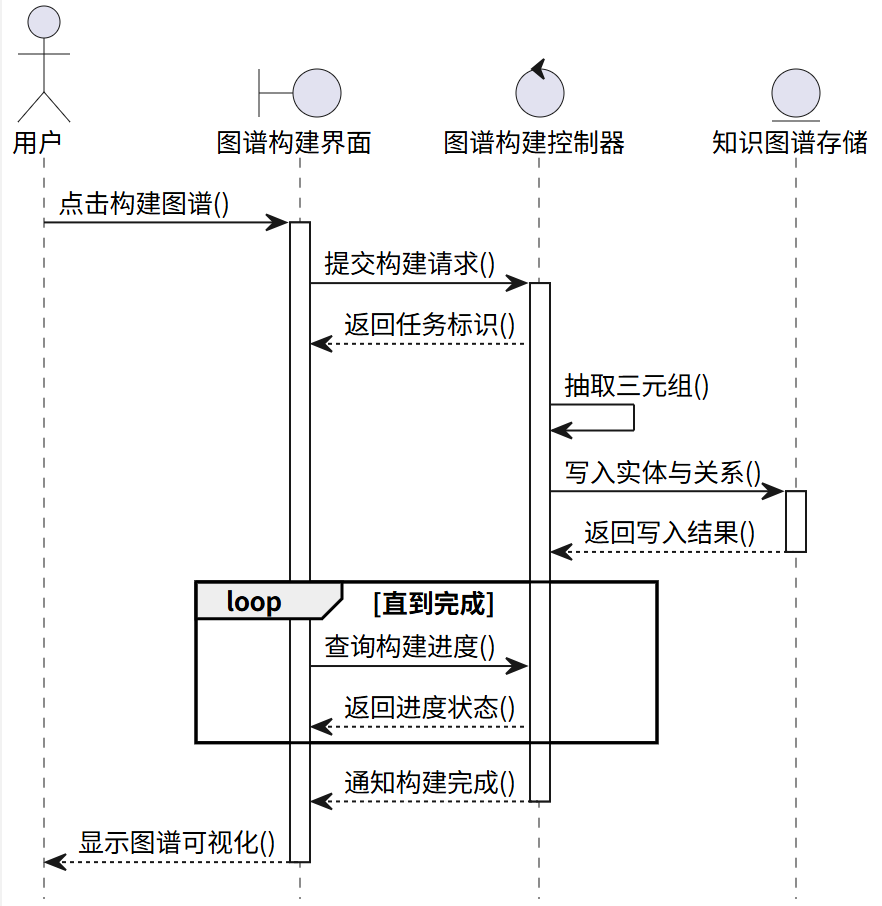 用户
图谱构建界面
图谱构建控制器
知识图谱存储
点击构建图谱()
提交构建请求()
返回任务标识()
抽取三元组()
写入实体与关系()
返回写入结果()
loop
[直到完成]
查询构建进度()
返回进度状态()
通知构建完成()
显示图谱可视化()